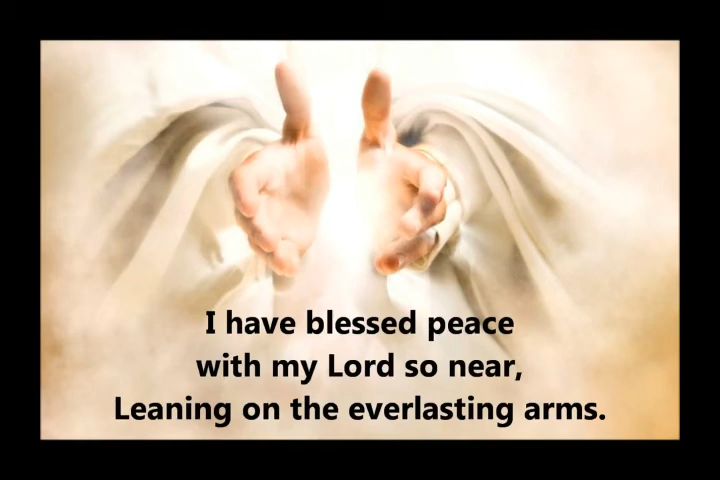 I have blessed peace
with my Lord so near,
Leaning on the everlasting arms.